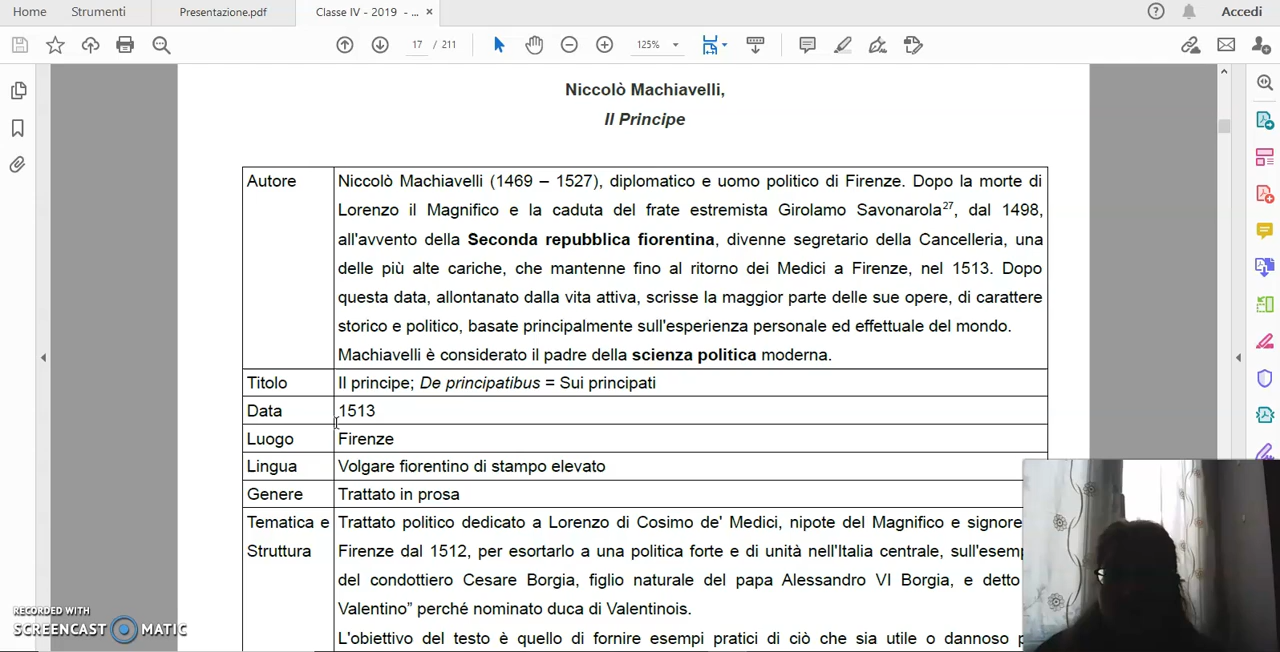 Home Strumenti Presentazione.pdf Classe IV - 2019 - ... × Accedi
17 / 211 125%
Niccolò Machiavelli,
Il Principe
Autore Niccolò Machiavelli (1469 – 1527), diplomatico e uomo politico di Firenze. Dopo la morte di
Lorenzo il Magnifico e la caduta del frate estremista Girolamo Savonarola27, dal 1498,
all'avvento della Seconda repubblica fiorentina, divenne segretario della Cancelleria, una
delle più alte cariche, che mantenne fino al ritorno dei Medici a Firenze, nel 1513. Dopo
questa data, allontanato dalla vita attiva, scrisse la maggior parte delle sue opere, di carattere
storico e politico, basate principalmente sull'esperienza personale ed effettuale del mondo.
Machiavelli è considerato il padre della scienza politica moderna.
Titolo Il principe; De principatibus = Sui principati
Data 1513
Luogo Firenze
Lingua Volgare fiorentino di stampo elevato
Genere Trattato in prosa
Tematica e Trattato politico dedicato a Lorenzo di Cosimo de' Medici, nipote del Magnifico e signore
Struttura Firenze dal 1512, per esortarlo a una politica forte e di unità nell'Italia centrale, sull'esemp
del condottiero Cesare Borgia, figlio naturale del papa Alessandro VI Borgia, e detto
Valentino” perché nominato duca di Valentinois.
L'obiettivo del testo è quello di fornire esempi pratici di ciò che sia utile o dannoso p
RECORDED WITH
SCREENCAST MATIC